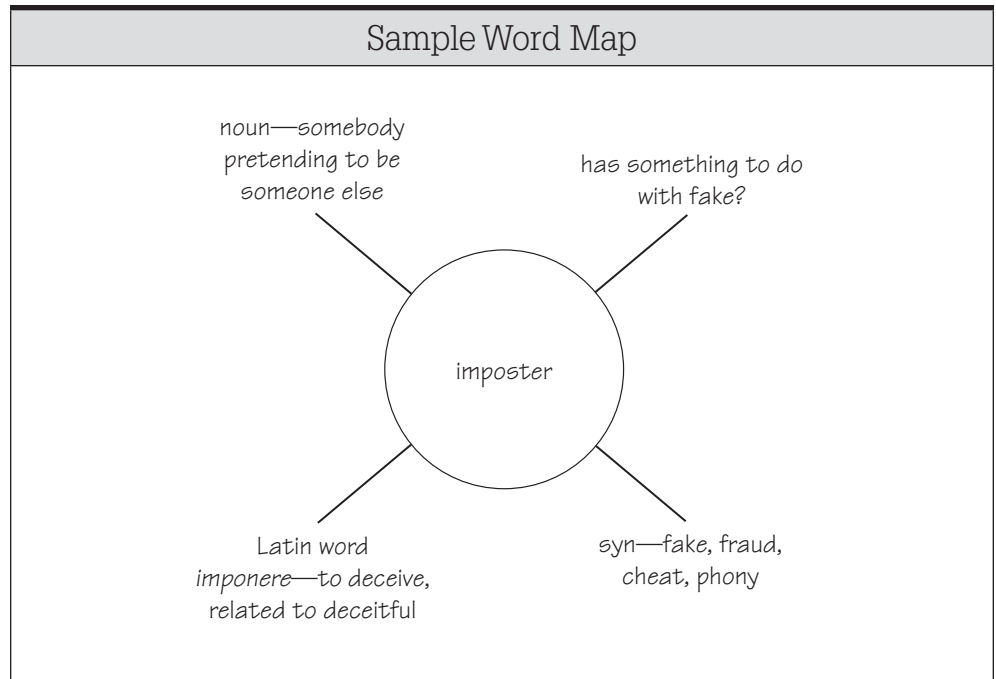 Sample Word Map
noun—somebody
pretending to be
someone else
has something to do
with fake?
imposter
Latin word
imponere—to deceive,
related to deceitful
syn—fake, fraud,
cheat, phony